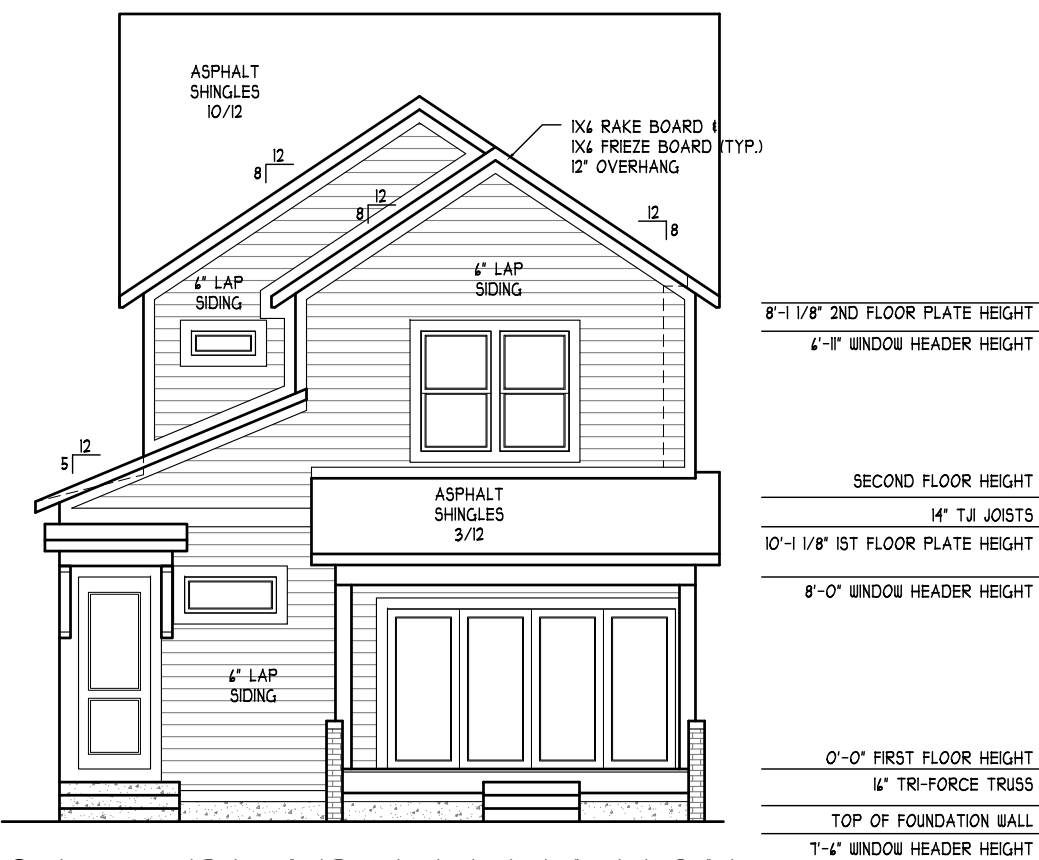 ASPHALT
SHINGLES
10/12
1X6 RAKE BOARD &
1X6 FRIEZE BOARD (TYP.)
12" OVERHANG
12
8
12
8
12
8
6" LAP
SIDING
6" LAP
SIDING
8'-1 1/8" 2ND FLOOR PLATE HEIGHT
6'-11" WINDOW HEADER HEIGHT
12
5
ASPHALT
SHINGLES
3/12
SECOND FLOOR HEIGHT
14" TJI JOISTS
10'-1 1/8" 1ST FLOOR PLATE HEIGHT
8'-0" WINDOW HEADER HEIGHT
6" LAP
SIDING
0'-0" FIRST FLOOR HEIGHT
16" TRI-FORCE TRUSS
TOP OF FOUNDATION WALL
7'-6" WINDOW HEADER HEIGHT